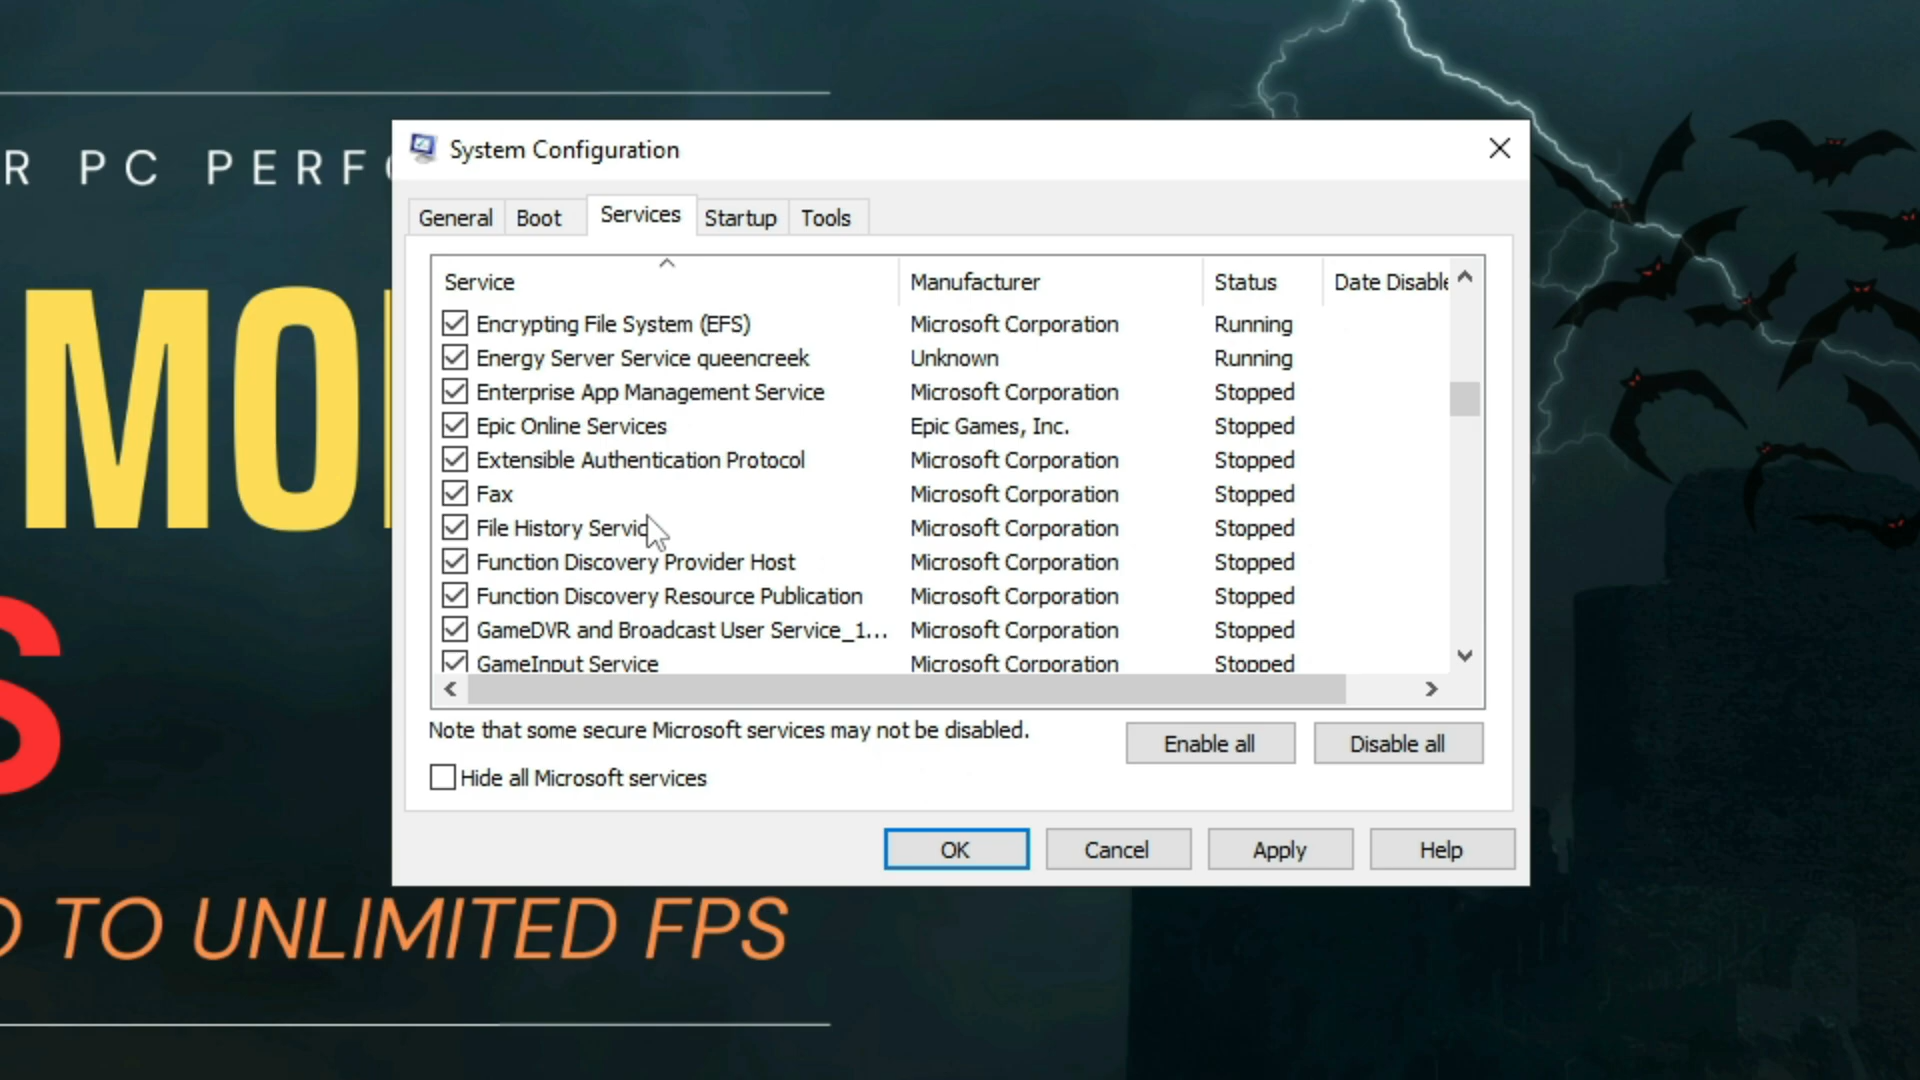 R PC PERF
MO
S
O TO UNLIMITED FPS
System Configuration
General Boot Services Startup Tools
Service Manufacturer Status Date Disable
Encrypting File System (EFS) Microsoft Corporation Running
Energy Server Service queencreek Unknown Running
Enterprise App Management Service Microsoft Corporation Stopped
Epic Online Services Epic Games, Inc. Stopped
Extensible Authentication Protocol Microsoft Corporation Stopped
Fax Microsoft Corporation Stopped
File History Servic Microsoft Corporation Stopped
Function Discovery Provider Host Microsoft Corporation Stopped
Function Discovery Resource Publication Microsoft Corporation Stopped
GameDVR and Broadcast User Service_1... Microsoft Corporation Stopped
GameInput Service Microsoft Corporation Stopped
Note that some secure Microsoft services may not be disabled.
Enable all Disable all
Hide all Microsoft services
OK Cancel Apply Help